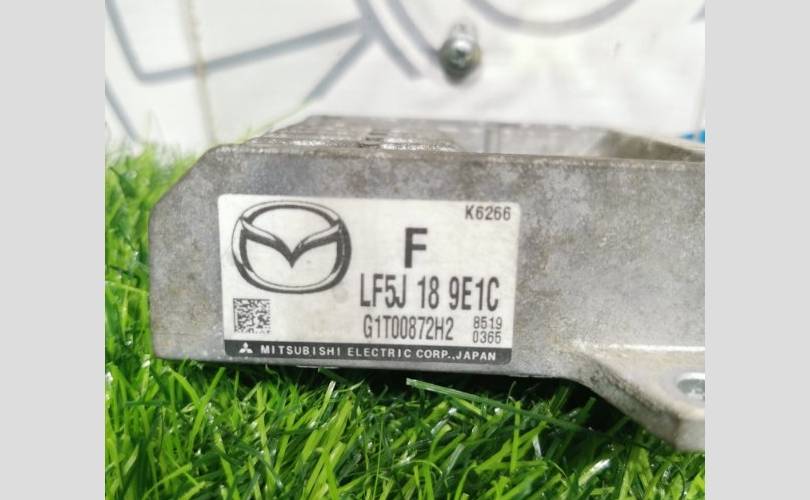 K6266
F
LF5J 18 9E1C
G1T00872H2 8519
0365
MITSUBISHI ELECTRIC CORP.,JAPAN